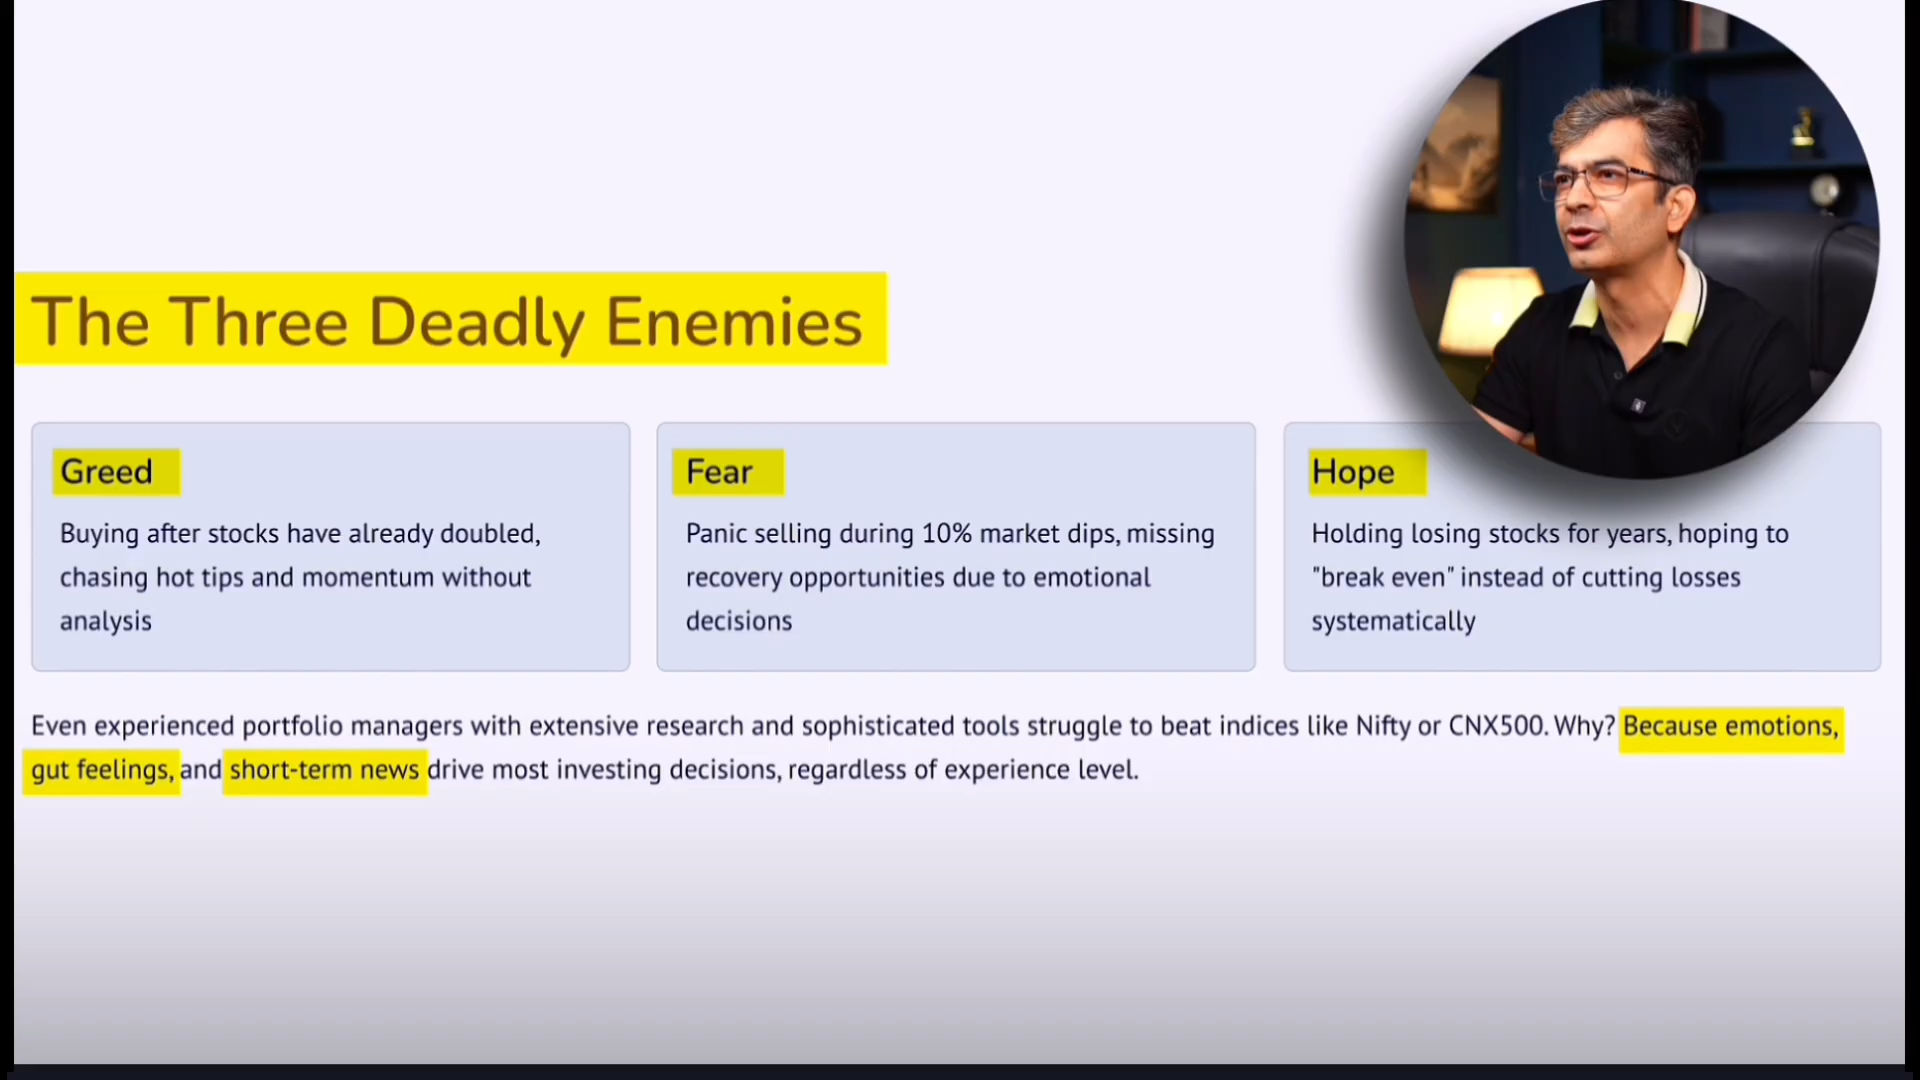 The Three Deadly Enemies
Greed
Buying after stocks have already doubled,
chasing hot tips and momentum without
analysis
Fear
Panic selling during 10% market dips, missing
recovery opportunities due to emotional
decisions
Hope
Holding losing stocks for years, hoping to
"break even" instead of cutting losses
systematically
Even experienced portfolio managers with extensive research and sophisticated tools struggle to beat indices like Nifty or CNX500. Why? Because emotions,
gut feelings, and short-term news drive most investing decisions, regardless of experience level.